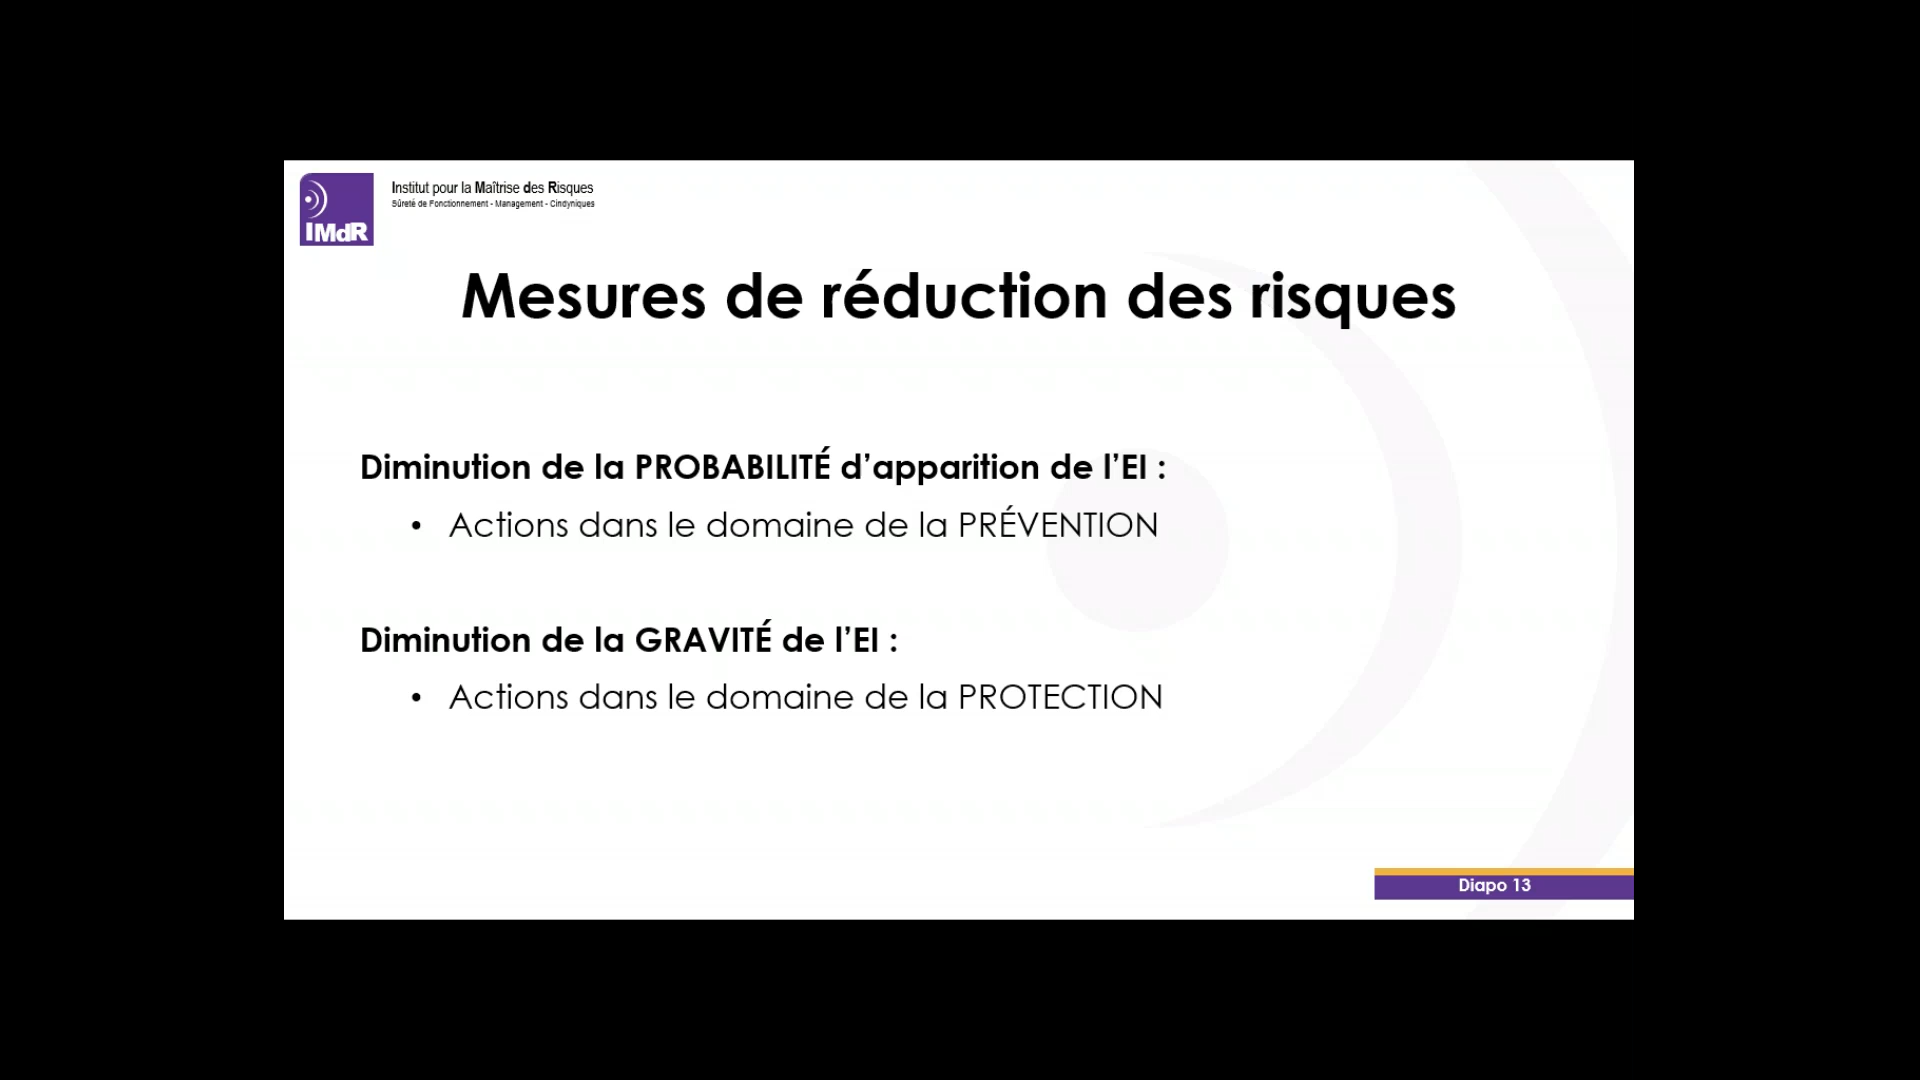 IMdR
Institut pour la Maîtrise des Risques
Sûreté de Fonctionnement - Management - Cindyniques
Mesures de réduction des risques
Diminution de la PROBABILITÉ d’apparition de l’EI :
• Actions dans le domaine de la PRÉVENTION
Diminution de la GRAVITÉ de l’EI :
• Actions dans le domaine de la PROTECTION
Diapo 13